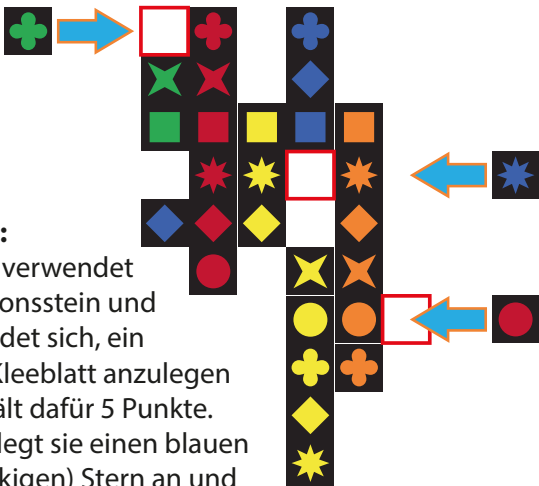 :
verwendet
onsstein und
det sich, ein
Kleeblatt anzulegen
ält dafür 5 Punkte.
legt sie einen blauen
kigen) Stern an und